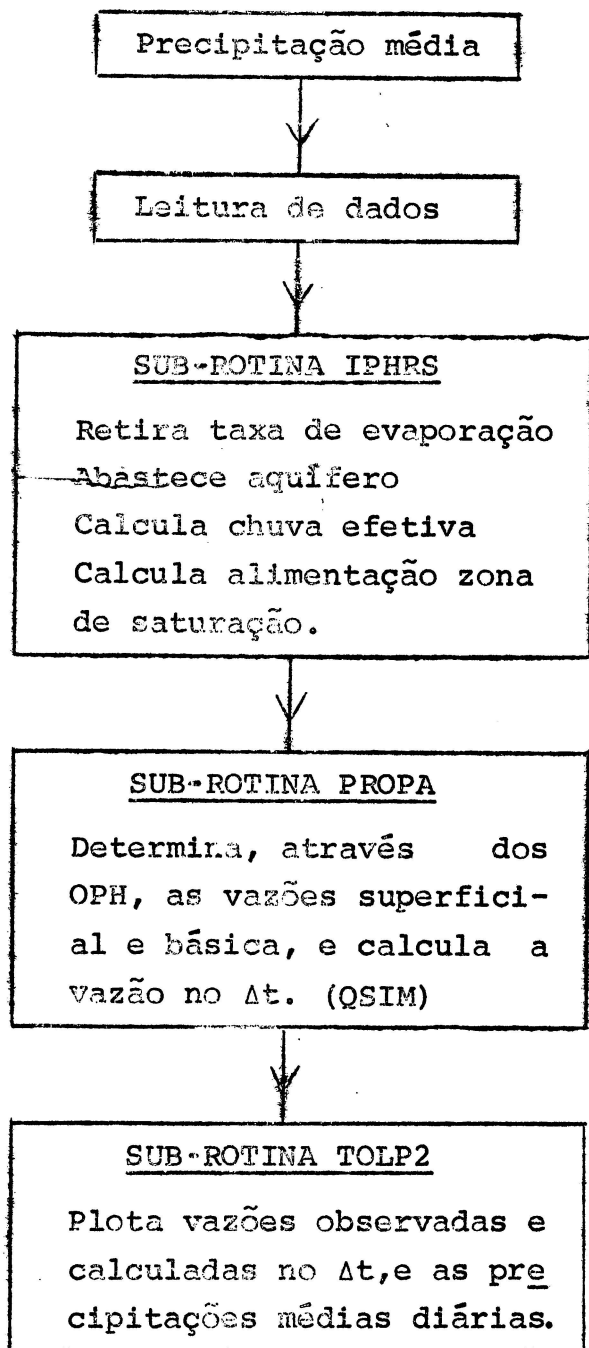 Precipitação média
Leitura de dados
SUB-ROTINA IPHRS
Retira taxa de evaporação
Abastece aquífero
Calcula chuva efetiva
Calcula alimentação zona
de saturação.
SUB-ROTINA PROPA
Determina, através dos
OPH, as vazões superfici-
al e básica, e calcula a
vazão no Δt. (QSIM)
SUB-ROTINA TOLP2
Plota vazões observadas e
calculadas no Δt,e as pre
cipitações médias diárias.